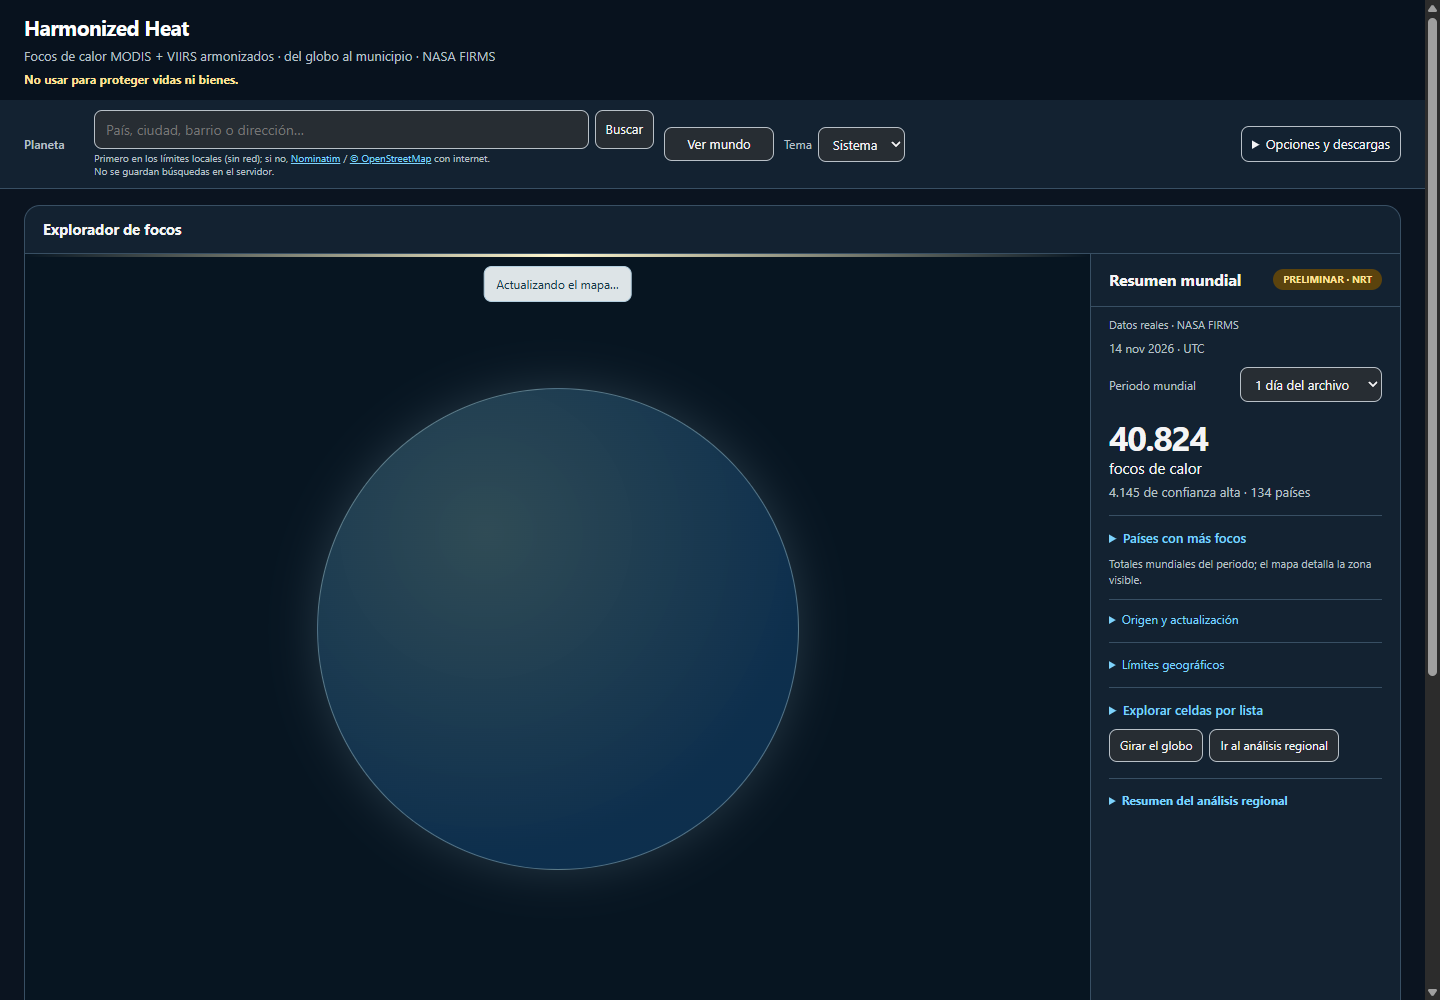 Harmonized Heat
Focos de calor MODIS + VIIRS armonizados · del globo al municipio · NASA FIRMS
No usar para proteger vidas ni bienes.
Planeta
País, ciudad, barrio o dirección...
Buscar
Primero en los límites locales (sin red); si no, Nominatim / © OpenStreetMap con internet.
No se guardan búsquedas en el servidor.
Ver mundo
Tema
Sistema
Opciones y descargas
Explorador de focos
Actualizando el mapa...
Resumen mundial
PRELIMINAR · NRT
Datos reales · NASA FIRMS
14 nov 2026 · UTC
Periodo mundial
1 día del archivo
40.824
focos de calor
4.145 de confianza alta · 134 países
Países con más focos
Totales mundiales del periodo; el mapa detalla la zona
visible.
Origen y actualización
Límites geográficos
Explorar celdas por lista
Girar el globo
Ir al análisis regional
Resumen del análisis regional